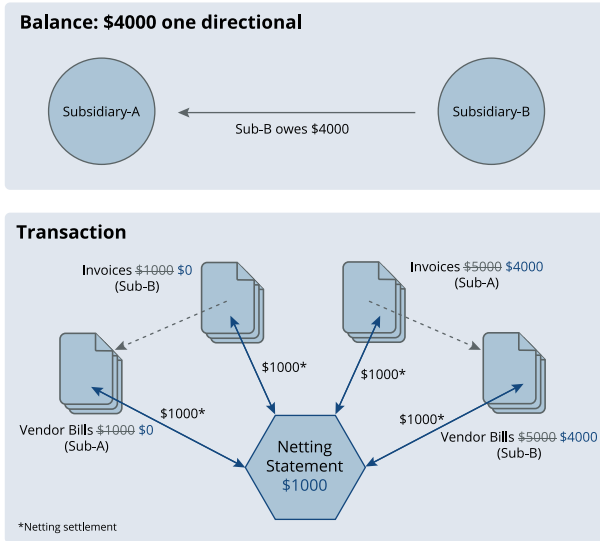 Balance: $4000 one directional
Subsidiary-A
Subsidiary-B
Sub-B owes $4000
Transaction
Invoices $1000 $0
(Sub-B)
Invoices $5000 $4000
(Sub-A)
$1000*
$1000*
$1000*
$1000*
Vendor Bills $1000 $0
(Sub-A)
Vendor Bills $5000 $4000
(Sub-B)
Netting
Statement
$1000
*Netting settlement